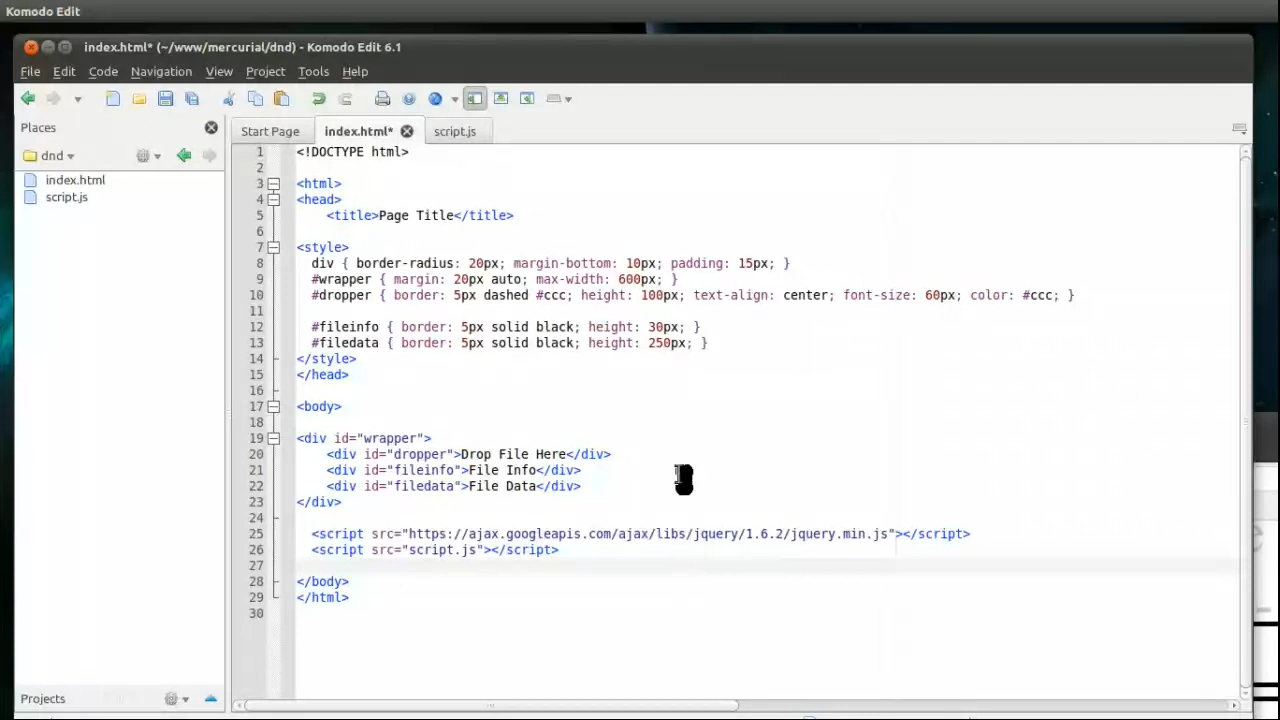 Komodo Edit
index.html* (~/www/mercurial/dnd) - Komodo Edit 6.1
File Edit Code Navigation View Project Tools Help
Places
Start Page index.html* script.js
dnd
index.html
script.js
1 <!DOCTYPE html>
2
3 <html>
4 <head>
5 <title>Page Title</title>
6
7 <style>
8 div { border-radius: 20px; margin-bottom: 10px; padding: 15px; }
9 #wrapper { margin: 20px auto; max-width: 600px; }
10 #dropper { border: 5px dashed #ccc; height: 100px; text-align: center; font-size: 60px; color: #ccc; }
11
12 #fileinfo { border: 5px solid black; height: 30px; }
13 #filedata { border: 5px solid black; height: 250px; }
14 </style>
15 </head>
16
17 <body>
18
19 <div id="wrapper">
20 <div id="dropper">Drop File Here</div>
21 <div id="fileinfo">File Info</div>
22 <div id="filedata">File Data</div>
23 </div>
24
25 <script src="https://ajax.googleapis.com/ajax/libs/jquery/1.6.2/jquery.min.js"></script>
26 <script src="script.js"></script>
27
28 </body>
29 </html>
30
Projects